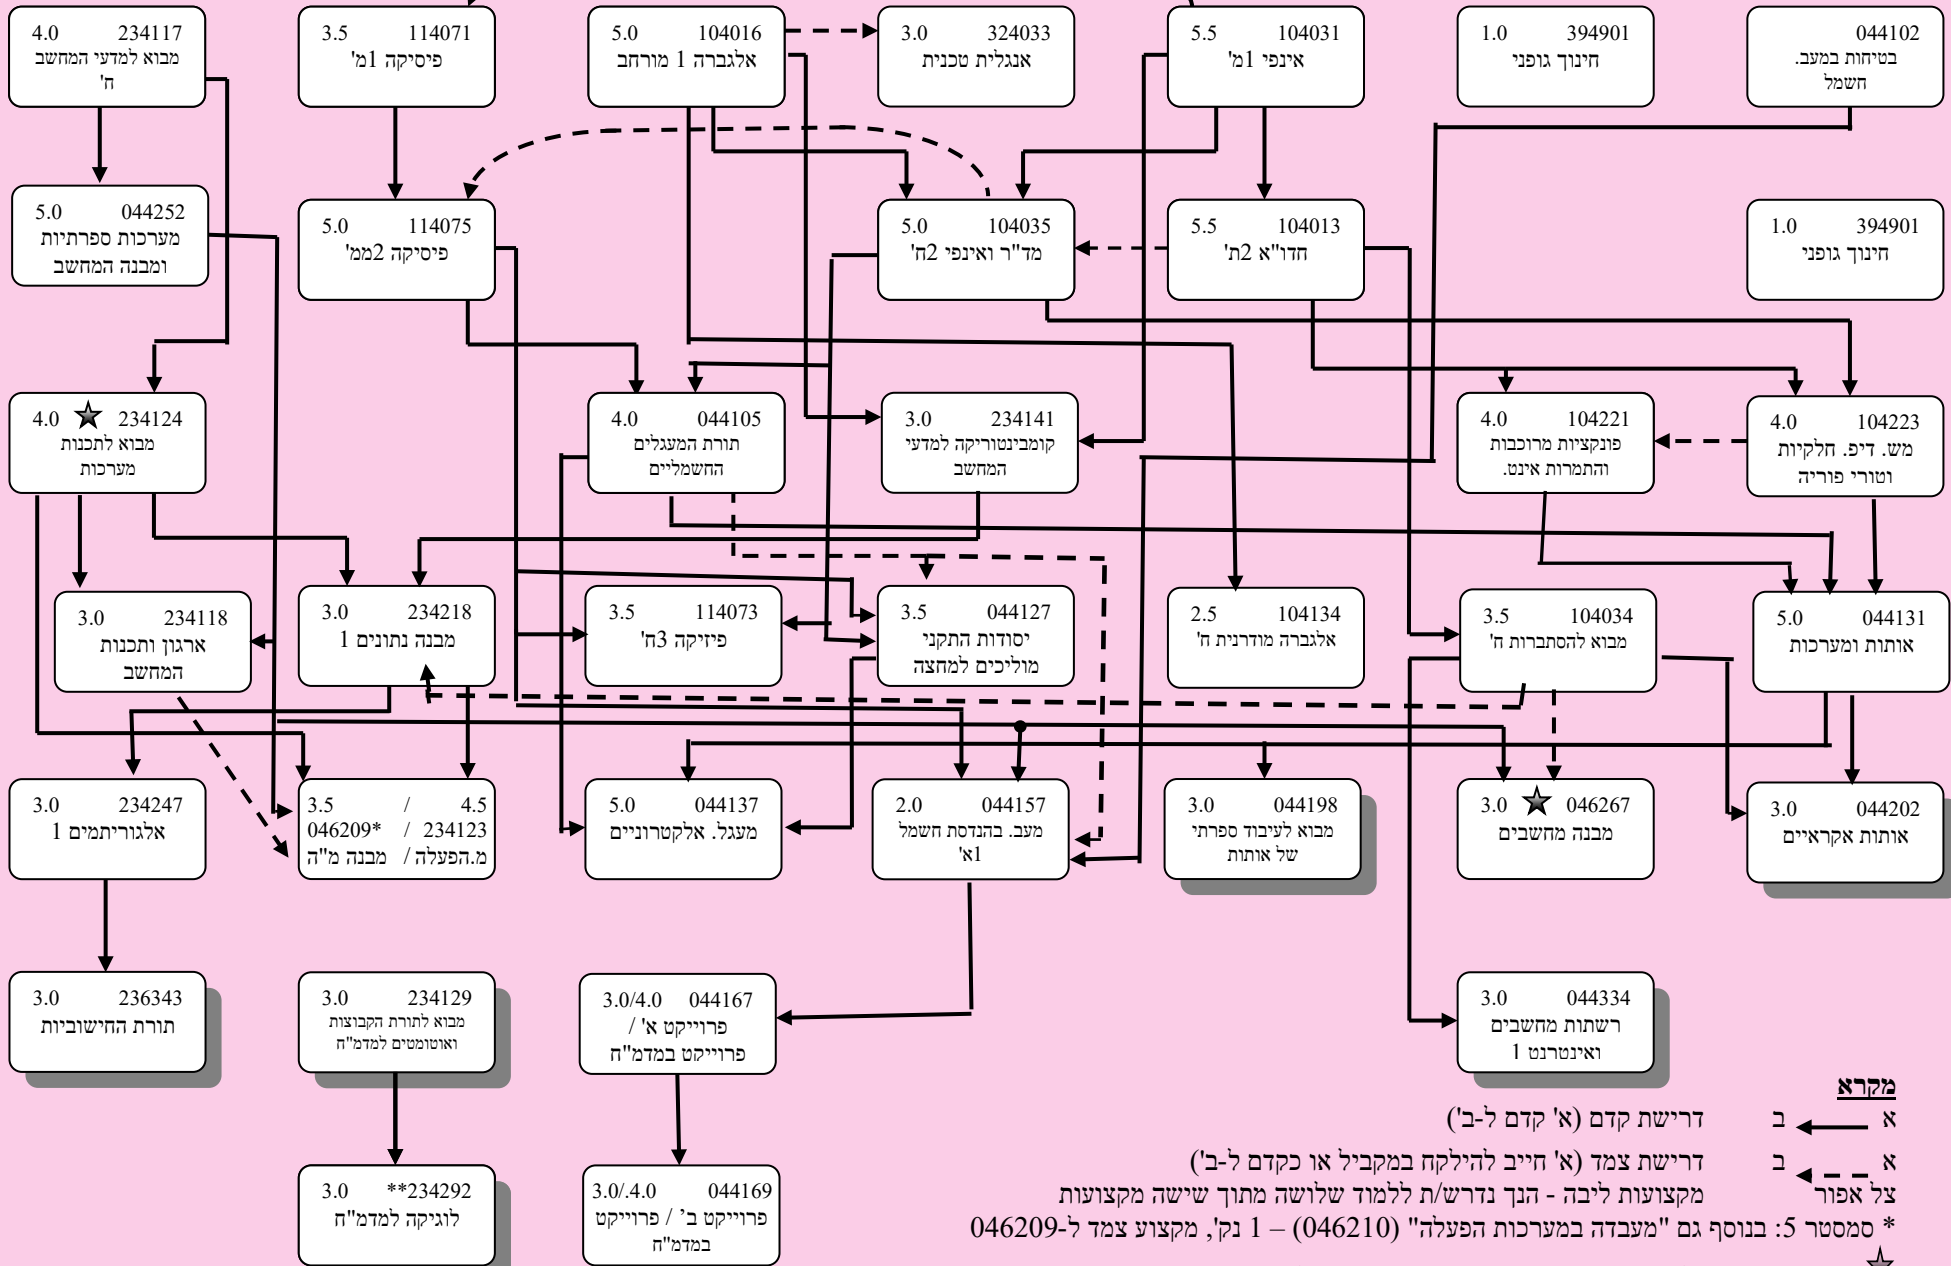 044102
בטיחות במעב.
חשמל
394901 1.0
חינוך גופני
104031 5.5
אינפי 1מ'
324033 3.0
אנגלית טכנית
104016 5.0
אלגברה 1 מורחב
114071 3.5
פיסיקה 1מ'
234117 4.0
מבוא למדעי המחשב
ח'
394901 1.0
חינוך גופני
104013 5.5
חדו"א 2ת'
104035 5.0
מד"ר ואינפי 2ח'
114075 5.0
פיסיקה 2ממ'
044252 5.0
מערכות ספרתיות
ומבנה המחשב
104223 4.0
מש. דיפ. חלקיות
וטורי פוריה
104221 4.0
פונקציות מרוכבות
והתמרות אינט.
234141 3.0
קומבינטוריקה למדעי
המחשב
044105 4.0
תורת המעגלים
החשמליים
234124 4.0
מבוא לתכנות
מערכות
044131 5.0
אותות ומערכות
104034 3.5
מבוא להסתברות ח'
104134 2.5
אלגברה מודרנית ח'
044127 3.5
יסודות התקני
מוליכים למחצה
114073 3.5
פיזיקה 3ח'
234218 3.0
מבנה נתונים 1
234118 3.0
ארגון ותכנות
המחשב
044202 3.0
אותות אקראיים
046267 3.0
מבנה מחשבים
044198 3.0
מבוא לעיבוד ספרתי
של אותות
044157 2.0
מעב. בהנדסת חשמל
1א'
044137 5.0
מעגל. אלקטרוניים
4.5 / 3.5
234123 / 046209*
מ.הפעלה / מבנה מ"ה
234247 3.0
אלגוריתמים 1
044334 3.0
רשתות מחשבים
ואינטרנט 1
044167 3.0/4.0
פרוייקט א' /
פרוייקט במדמ"ח
234129 3.0
מבוא לתורת הקבוצות
ואוטומטים למדמ"ח
236343 3.0
תורת החישוביות
044169 3.0/.4.0
פרוייקט ב' / פרוייקט
במדמ"ח
234292** 3.0
לוגיקה למדמ"ח
מקרא
א ב דרישת קדם (א' קדם ל-ב')
א ב דרישת צמד (א' חייב להילקח במקביל או כקדם ל-ב')
צל אפור מקצועות ליבה - הנך נדרש/ת ללמוד שלושה מתוך שישה מקצועות
* סמסטר 5: בנוסף גם "מעבדה במערכות הפעלה" (046210) – 1 נק', מקצוע צמד ל-046209